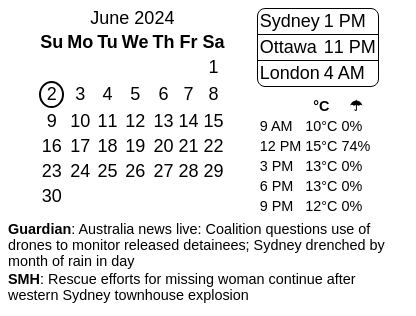 June 2024
Su Mo Tu We Th Fr Sa
1
2 3 4 5 6 7 8
9 10 11 12 13 14 15
16 17 18 19 20 21 22
23 24 25 26 27 28 29
30
Sydney 1 PM
Ottawa 11 PM
London 4 AM
°C ☂
9 AM 10°C 0%
12 PM 15°C 74%
3 PM 13°C 0%
6 PM 13°C 0%
9 PM 12°C 0%
Guardian: Australia news live: Coalition questions use of
drones to monitor released detainees; Sydney drenched by
month of rain in day
SMH: Rescue efforts for missing woman continue after
western Sydney townhouse explosion